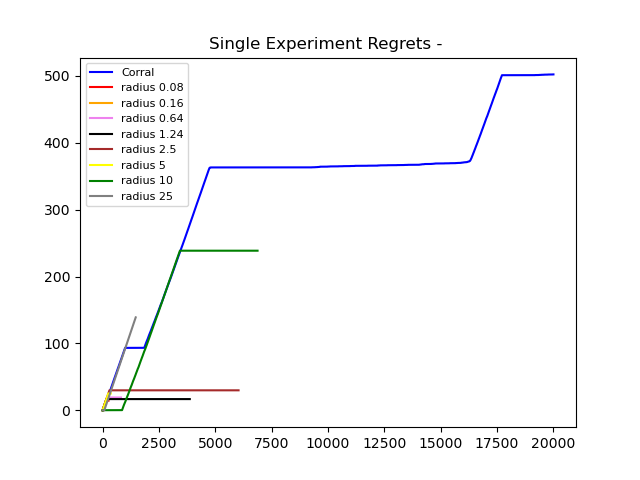 Single Experiment Regrets -
Corral
radius 0.08
radius 0.16
radius 0.64
radius 1.24
radius 2.5
radius 5
radius 10
radius 25
500
400
300
200
100
0
0 2500 5000 7500 10000 12500 15000 17500 20000